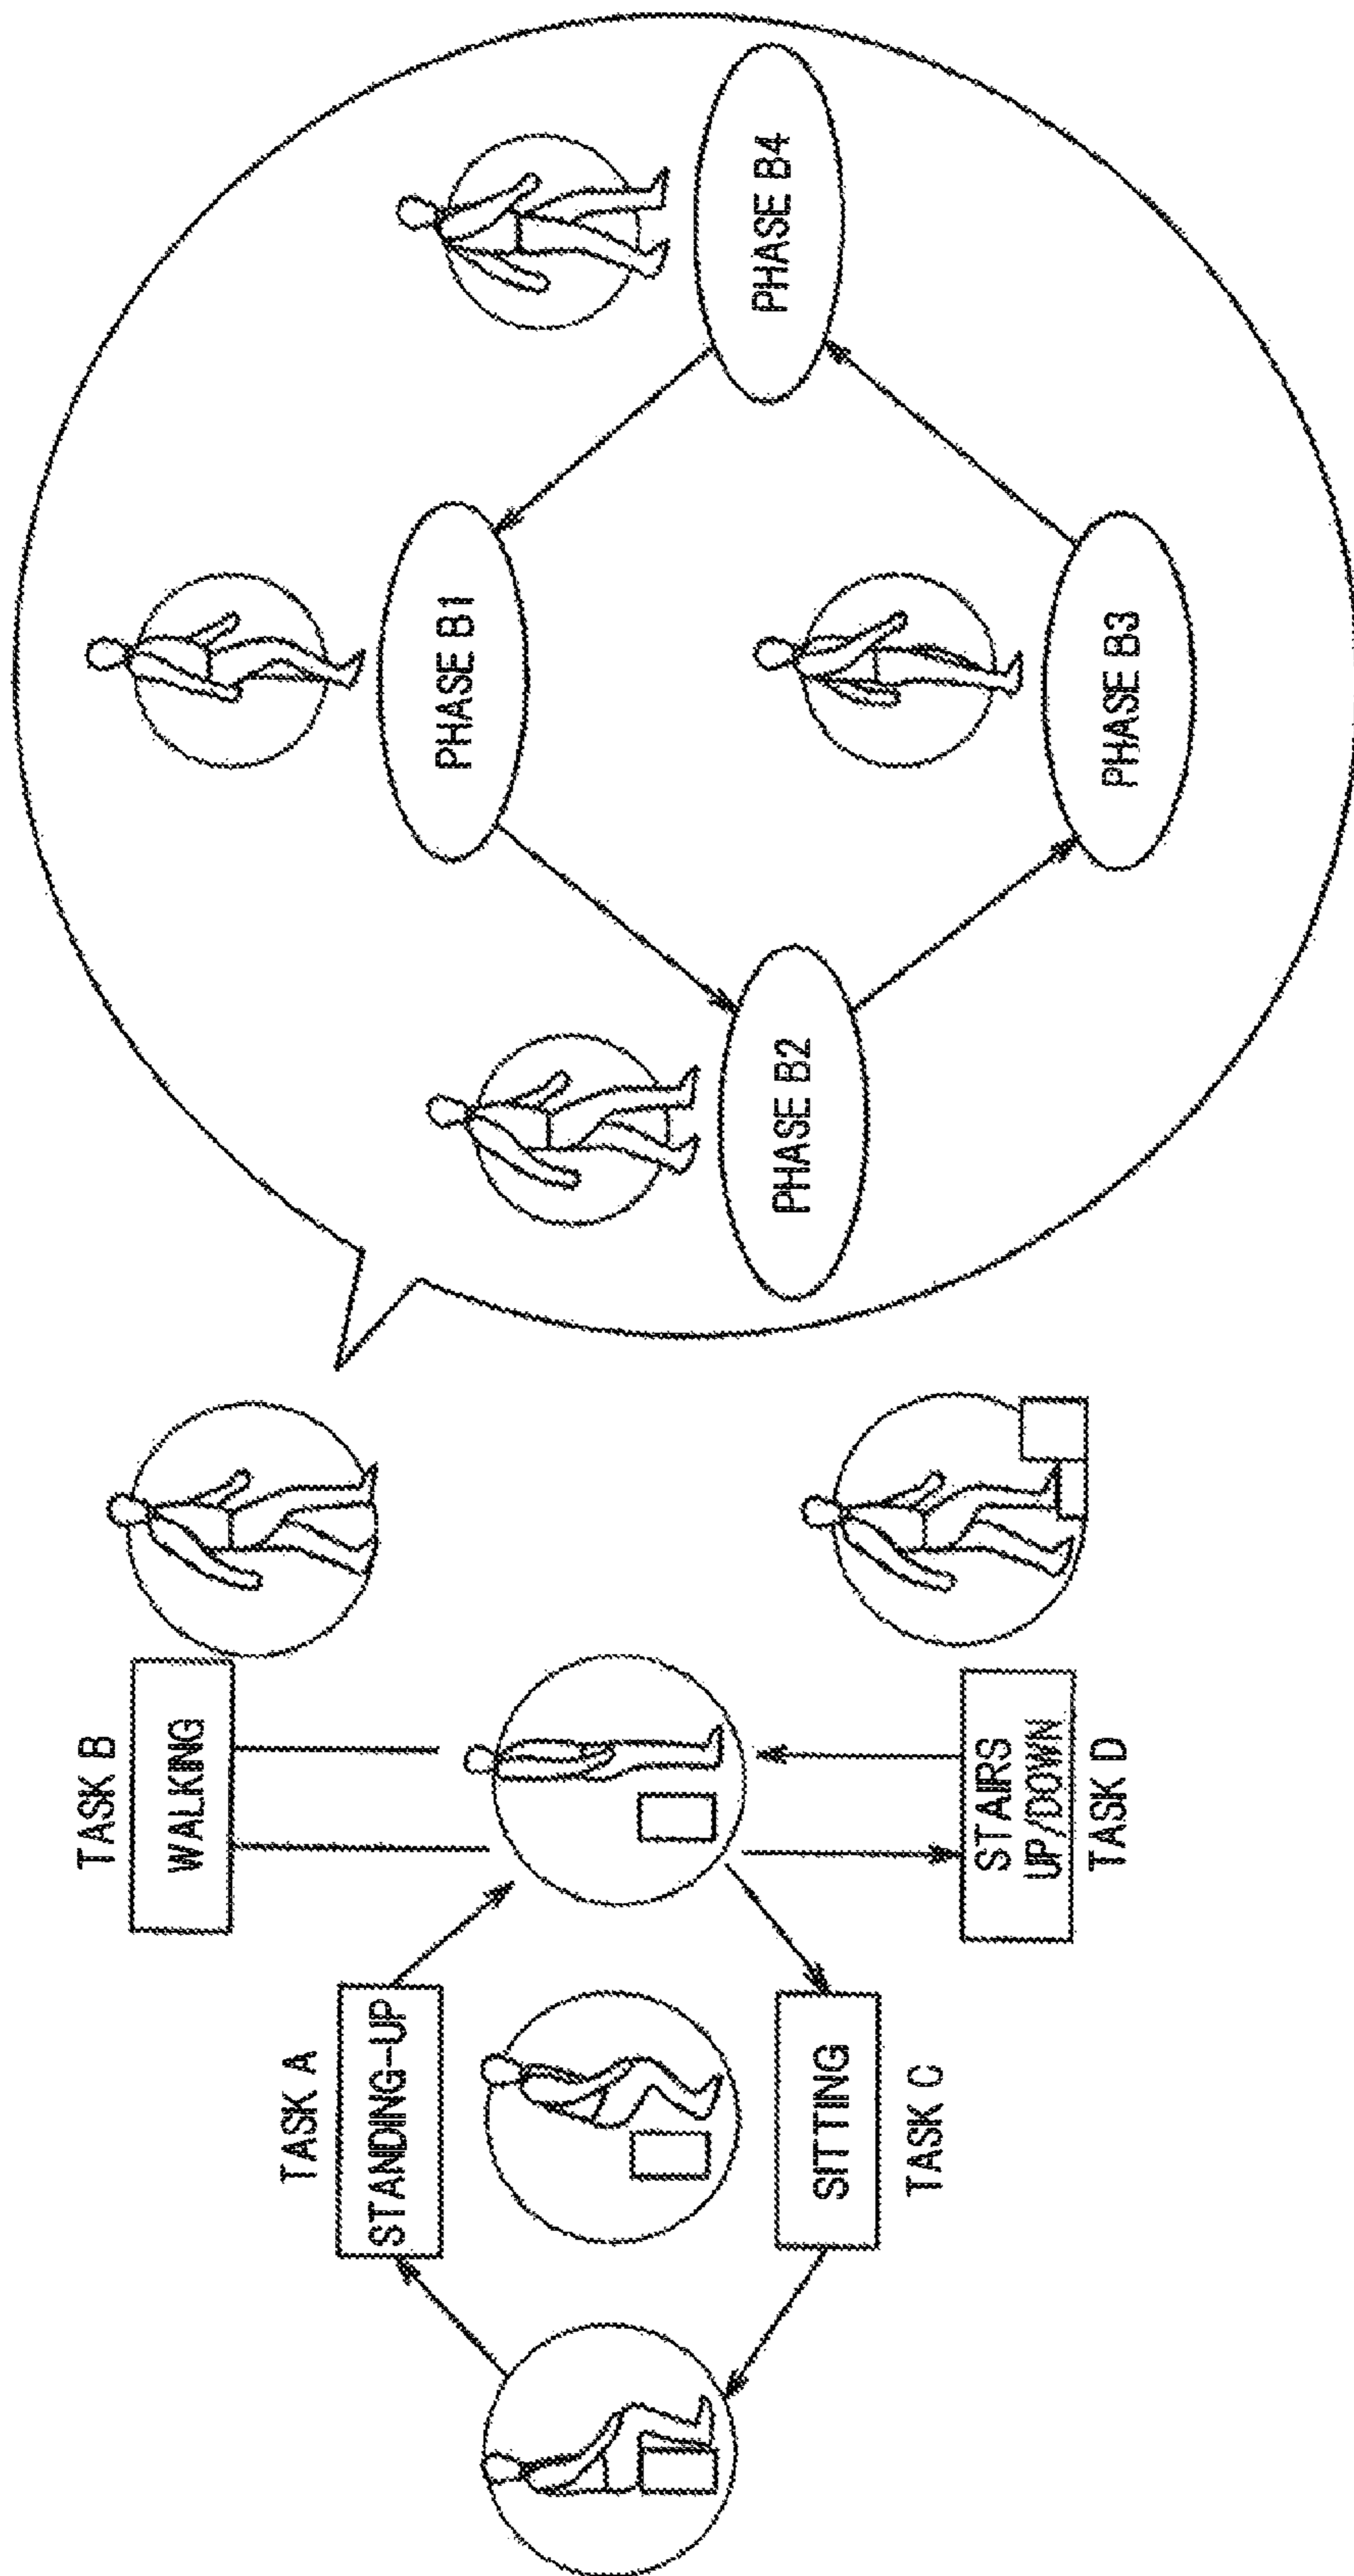 TASK A
STANDING-UP
TASK B
WALKING
SITTING
TASK C
STAIRS
UP/DOWN
TASK D
PHASE B1
PHASE B2
PHASE B3
PHASE B4